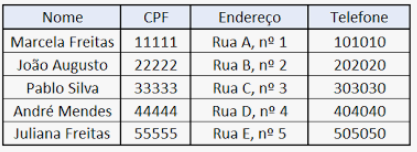 Nome CPF Endereço Telefone
Marcela Freitas 11111 Rua A, nº 1 101010
João Augusto 22222 Rua B, nº 2 202020
Pablo Silva 33333 Rua C, nº 3 303030
André Mendes 44444 Rua D, nº 4 404040
Juliana Freitas 55555 Rua E, nº 5 505050